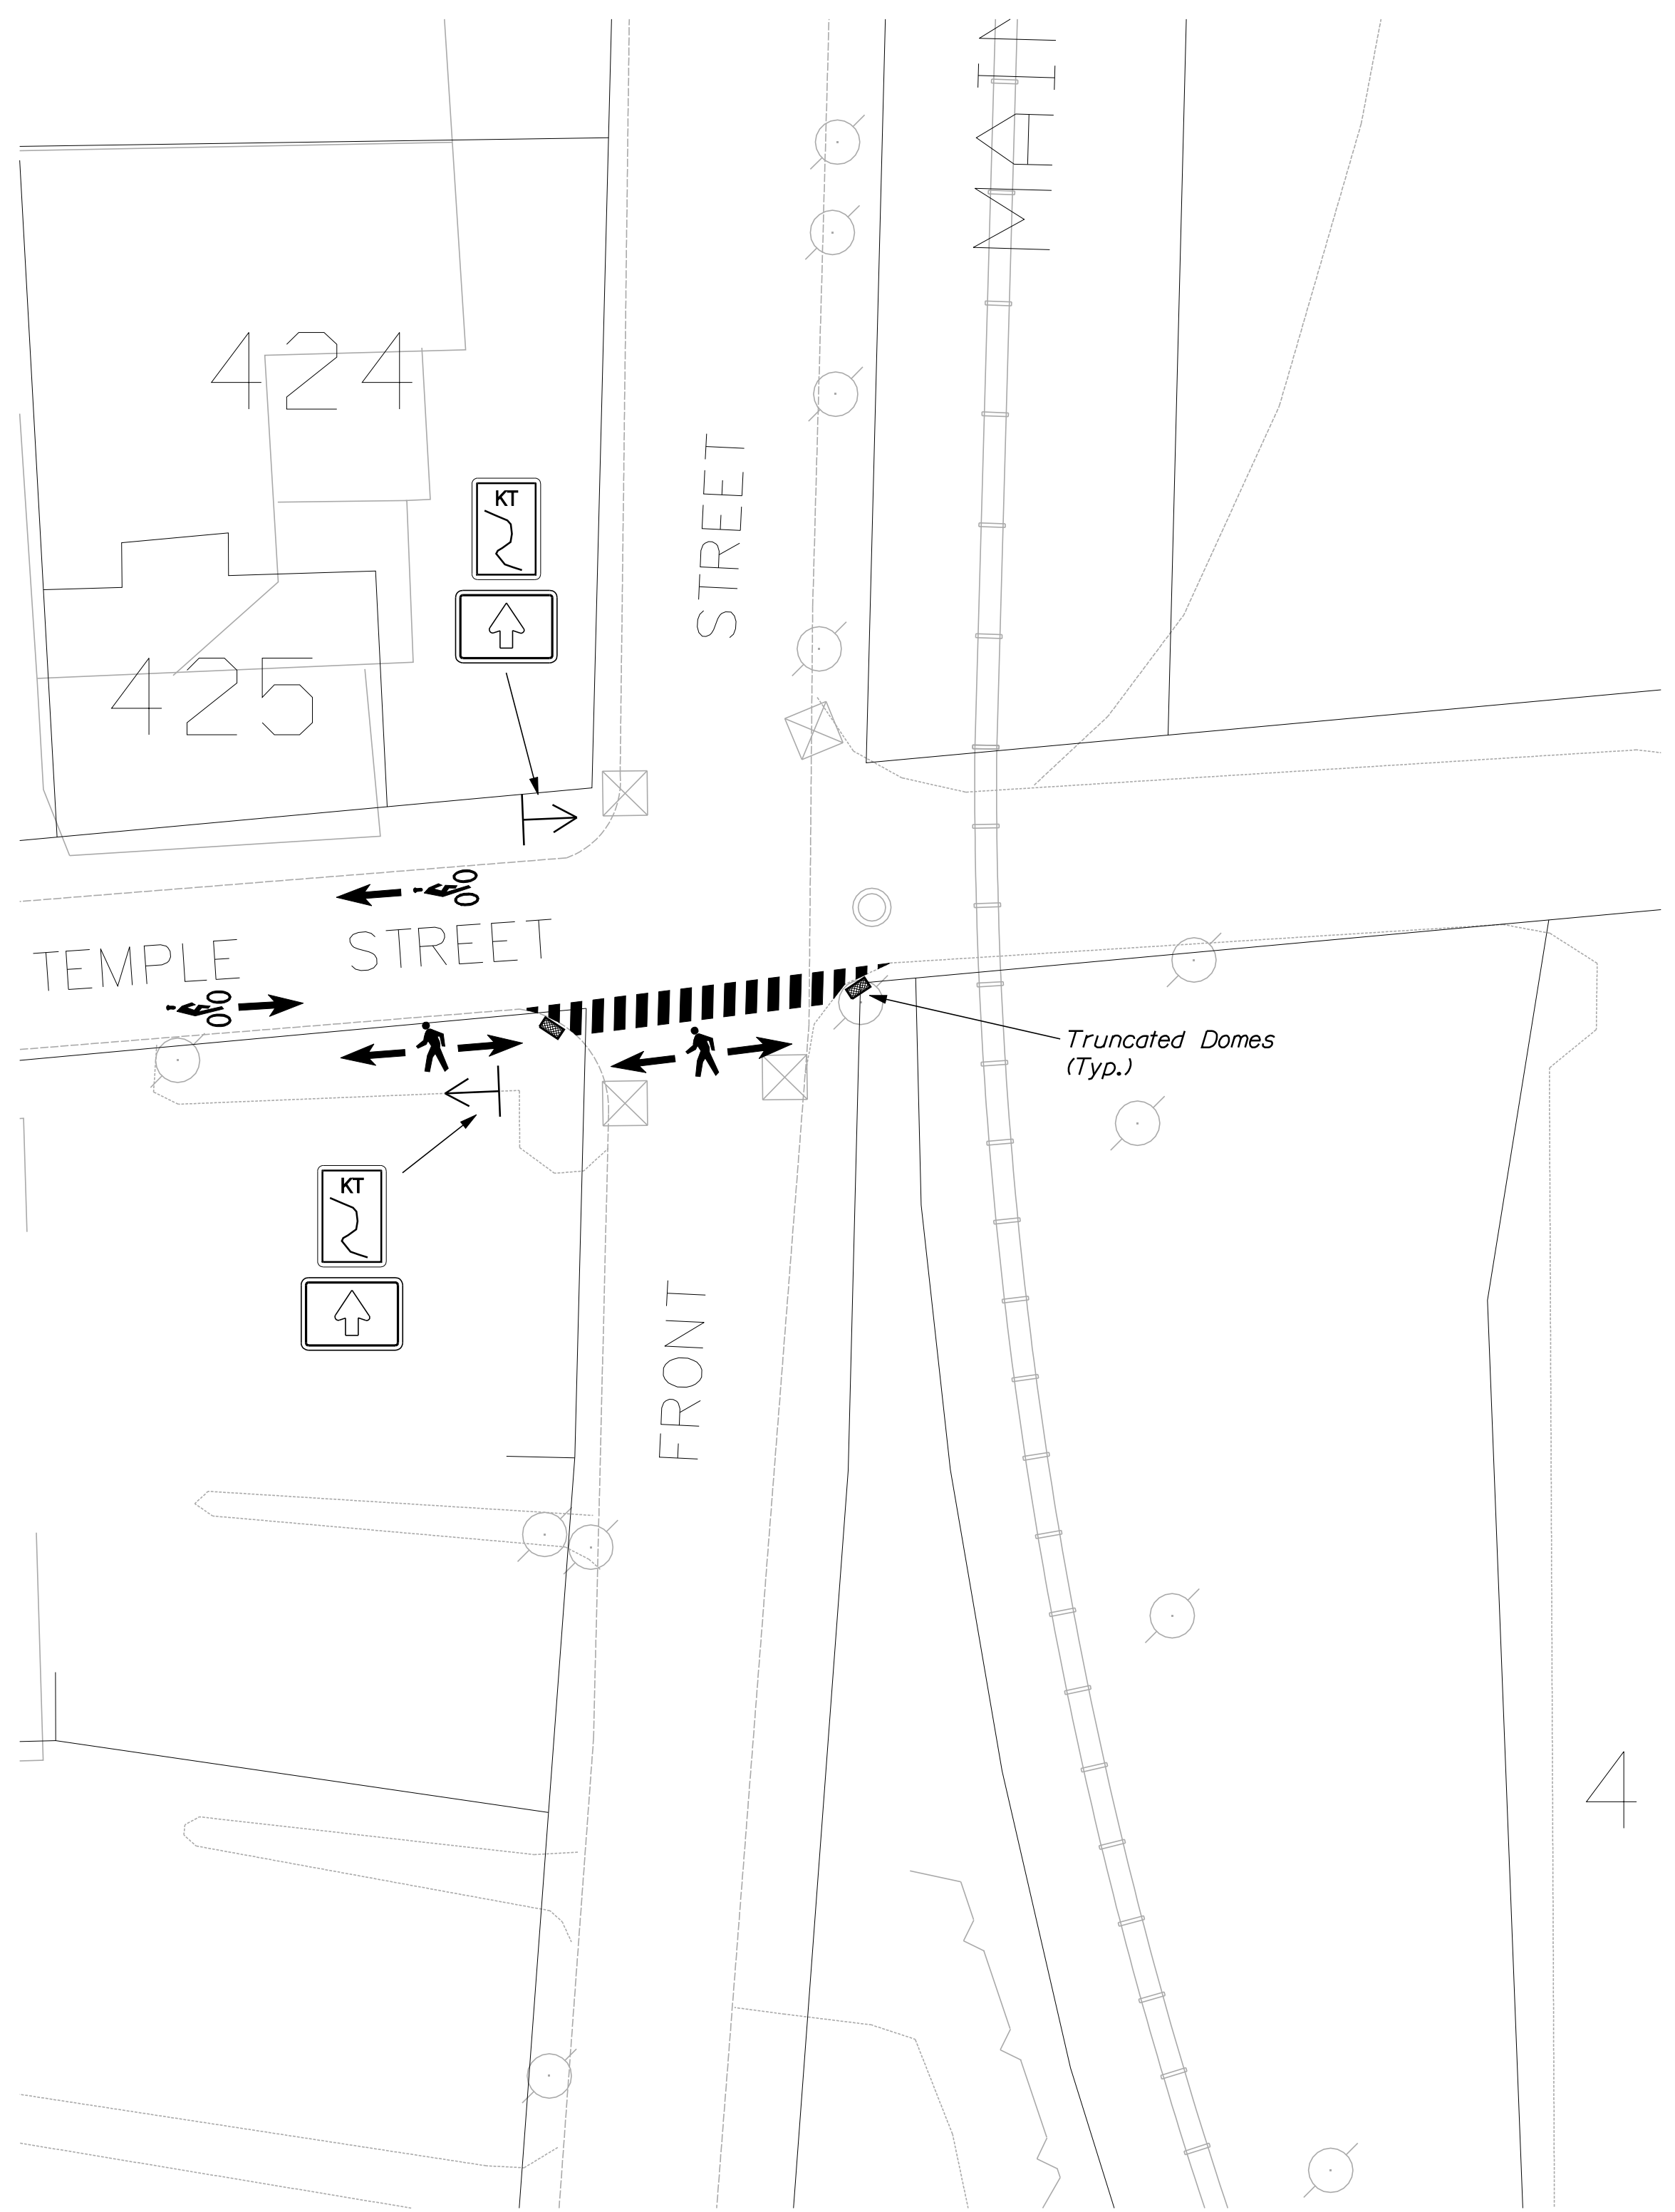 MAIN
424
KT
STREET
425
TEMPLE STREET
Truncated Domes
(Typ.)
KT
FRONT
4